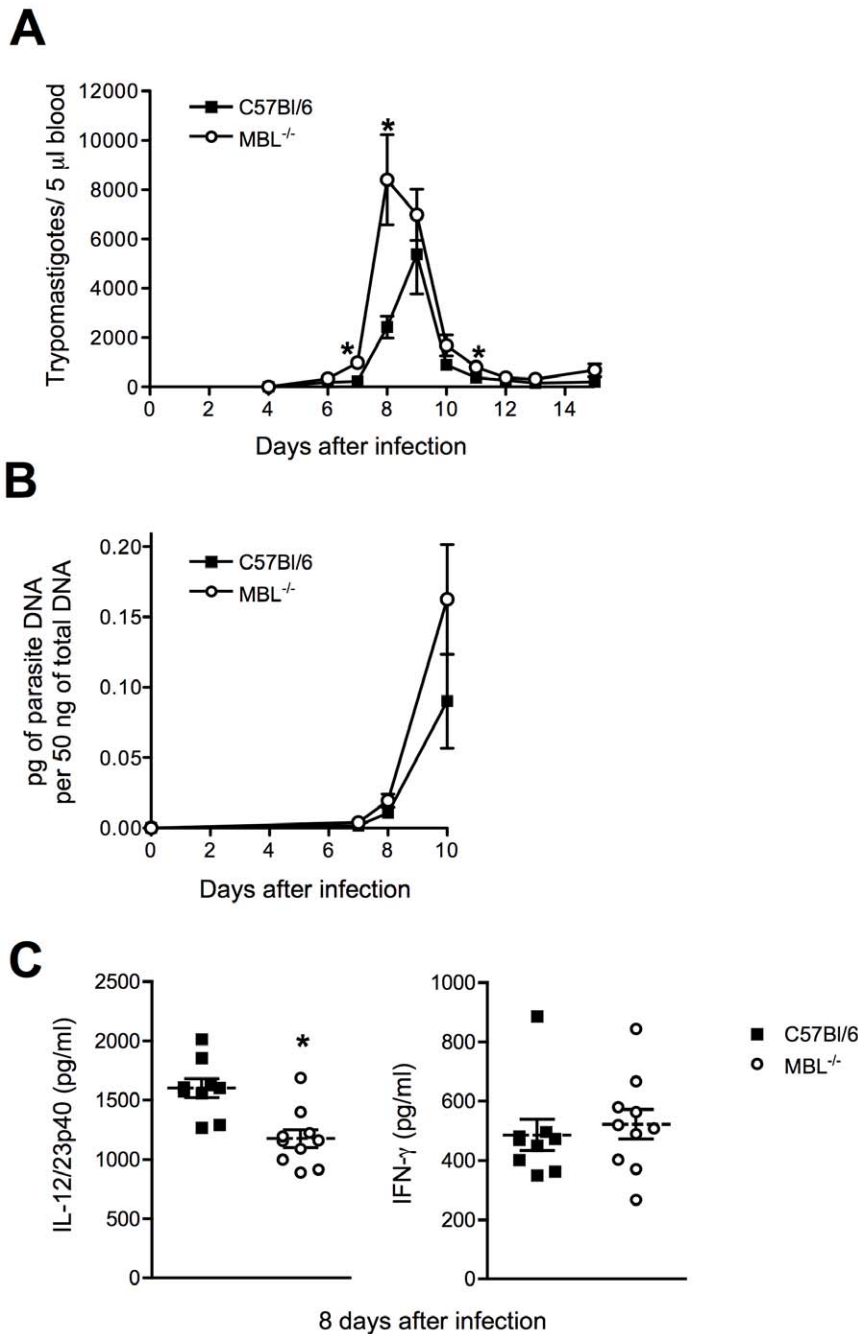 A
Trypomastigotes/ 5 µl blood
12000
10000
8000
6000
4000
2000
0
C57Bl/6
MBL-/-
*
*
*
0 2 4 6 8 10 12 14
Days after infection
B
pg of parasite DNA
per 50 ng of total DNA
0.20
0.15
0.10
0.05
0.00
C57Bl/6
MBL-/-
0 2 4 6 8 10
Days after infection
C
IL-12/23p40 (pg/ml)
2500
2000
1500
1000
500
0
*
IFN-γ (pg/ml)
1000
800
600
400
200
0
C57Bl/6
MBL-/-
8 days after infection